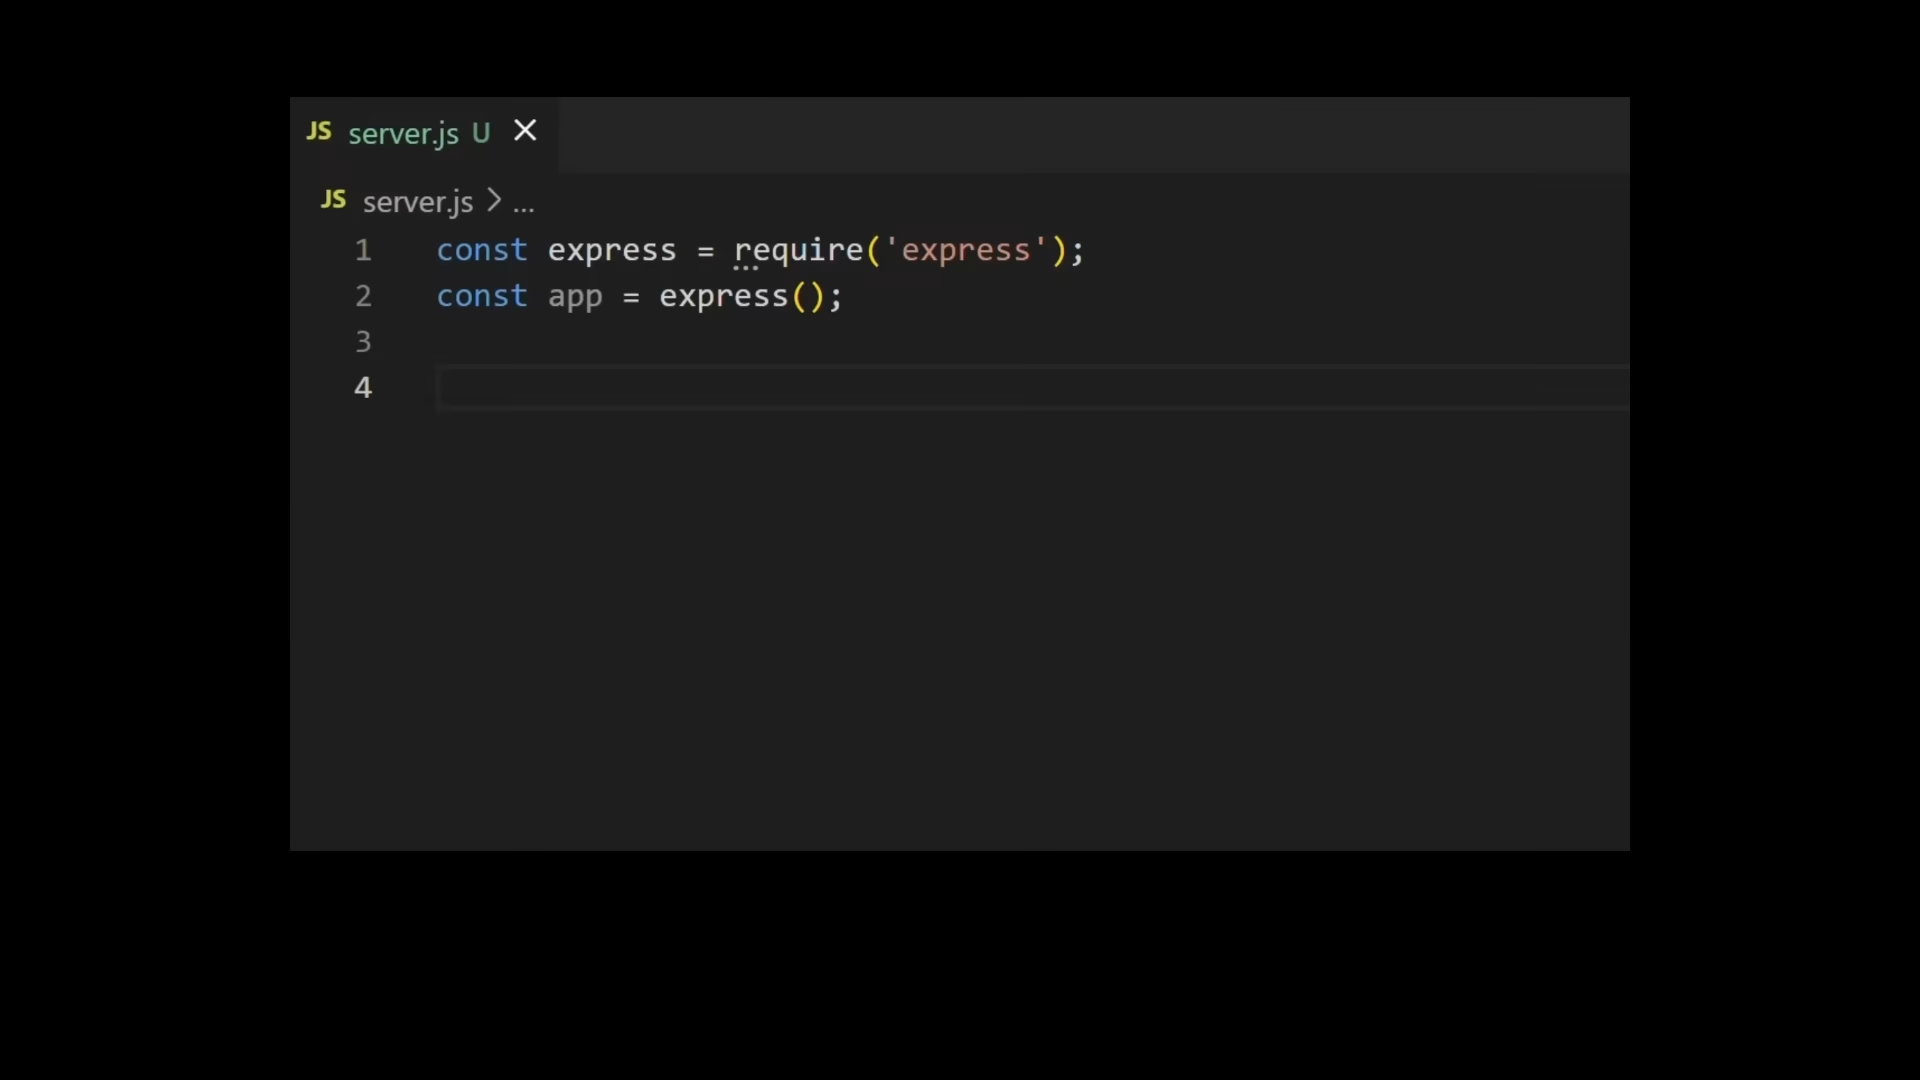 JS server.js U
JS server.js > ...
1 const express = require('express');
2 const app = express();
3
4